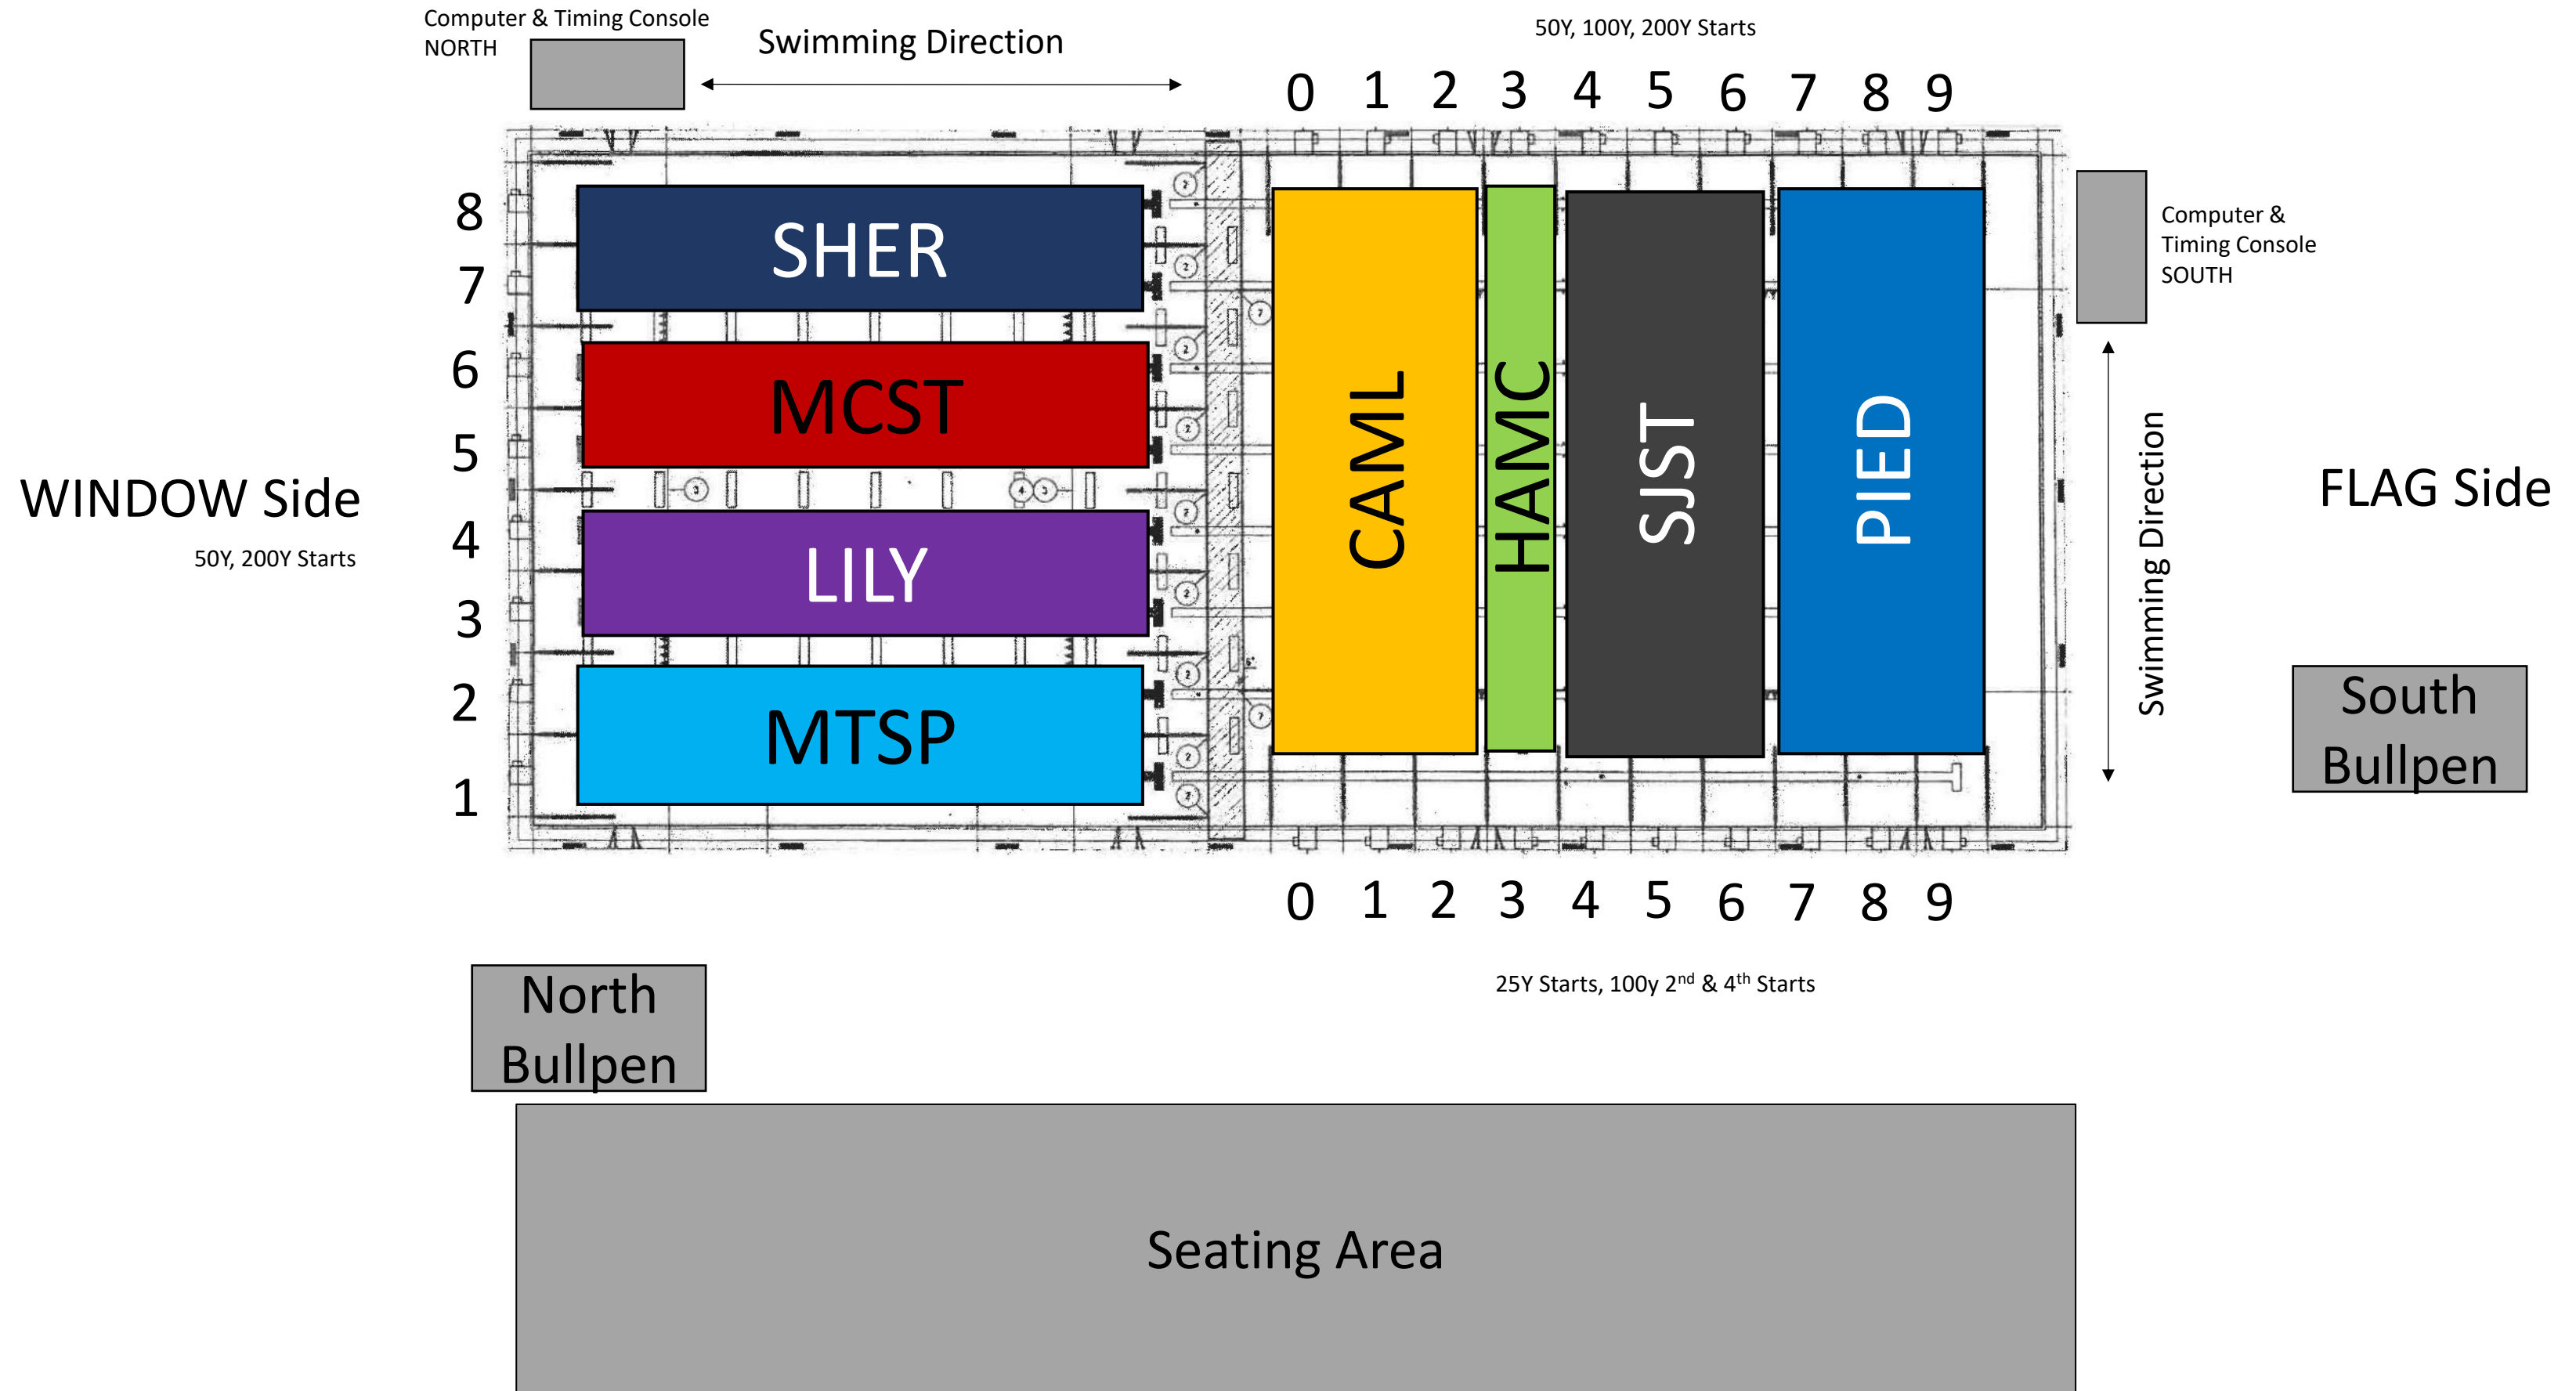 Computer & Timing Console
NORTH
Swimming Direction
50Y, 100Y, 200Y Starts
0 1 2 3 4 5 6 7 8 9
8
7
6
5
4
3
2
1
SHER
MCST
LILY
MTSP
CAML
HAMC
SJST
PIED
Computer &
Timing Console
SOUTH
WINDOW Side
50Y, 200Y Starts
FLAG Side
Swimming Direction
South
Bullpen
0 1 2 3 4 5 6 7 8 9
25Y Starts, 100y 2nd & 4th Starts
North
Bullpen
Seating Area